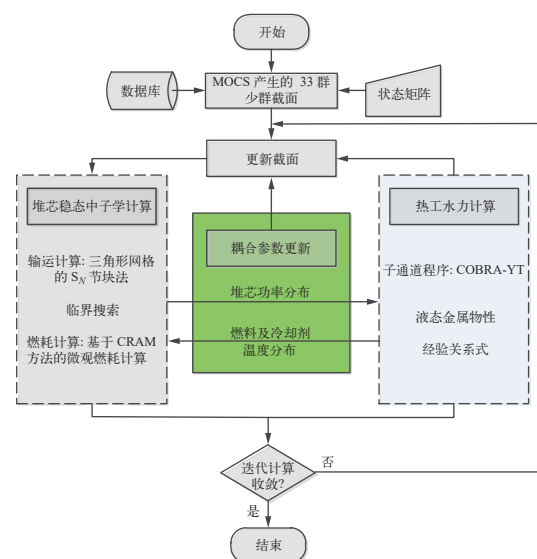 开始
数据库
MOCS 产生的 33 群
少群截面
状态矩阵
更新截面
堆芯稳态中子学计算
输运计算: 三角形网格
的 SN 节块法
临界搜索
燃耗计算: 基于 CRAM
方法的微观燃耗计算
耦合参数更新
堆芯功率分布
燃料及冷却剂
温度分布
热工水力计算
子通道程序: COBRA-YT
液态金属物性
经验关系式
迭代计算
收敛?
否
是
结束